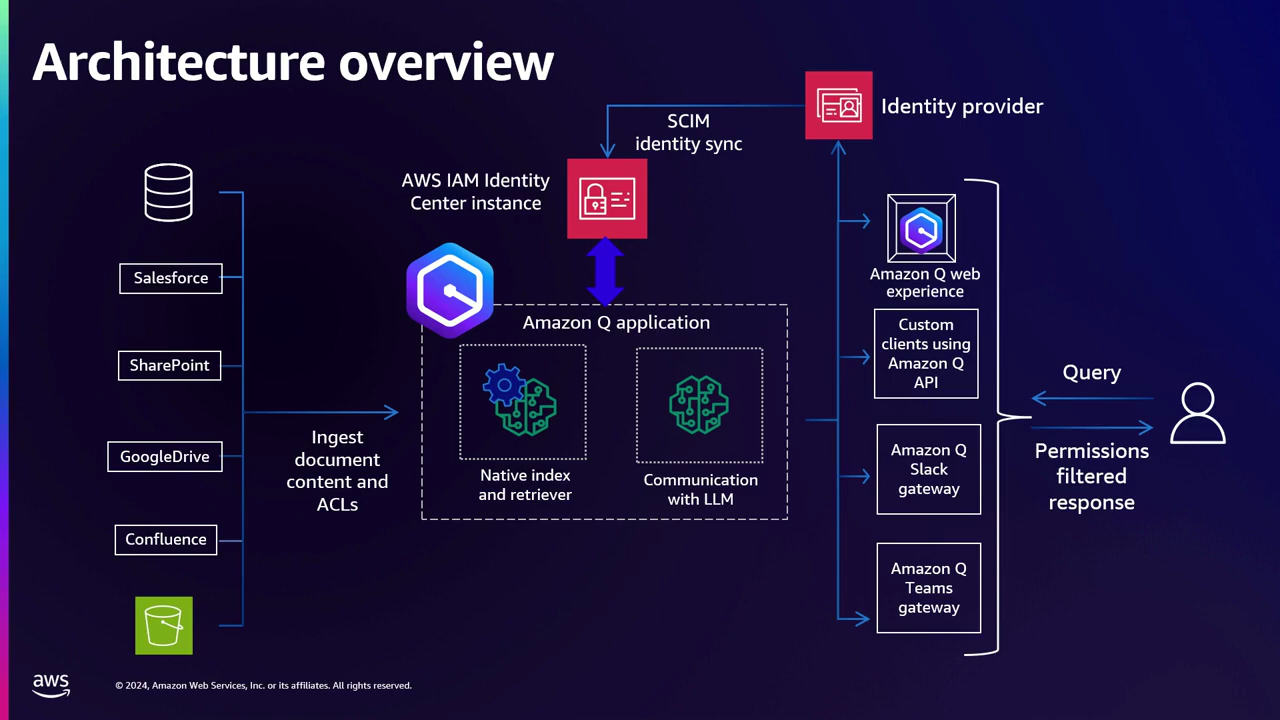 Architecture overview
Identity provider
SCIM
identity sync
AWS IAM Identity
Center instance
Salesforce
SharePoint
GoogleDrive
Confluence
Ingest
document
content and
ACLs
Amazon Q application
Native index
and retriever
Communication
with LLM
Amazon Q web
experience
Custom
clients using
Amazon Q
API
Amazon Q
Slack
gateway
Amazon Q
Teams
gateway
Query
Permissions
filtered
response
aws
© 2024, Amazon Web Services, Inc. or its affiliates. All rights reserved.